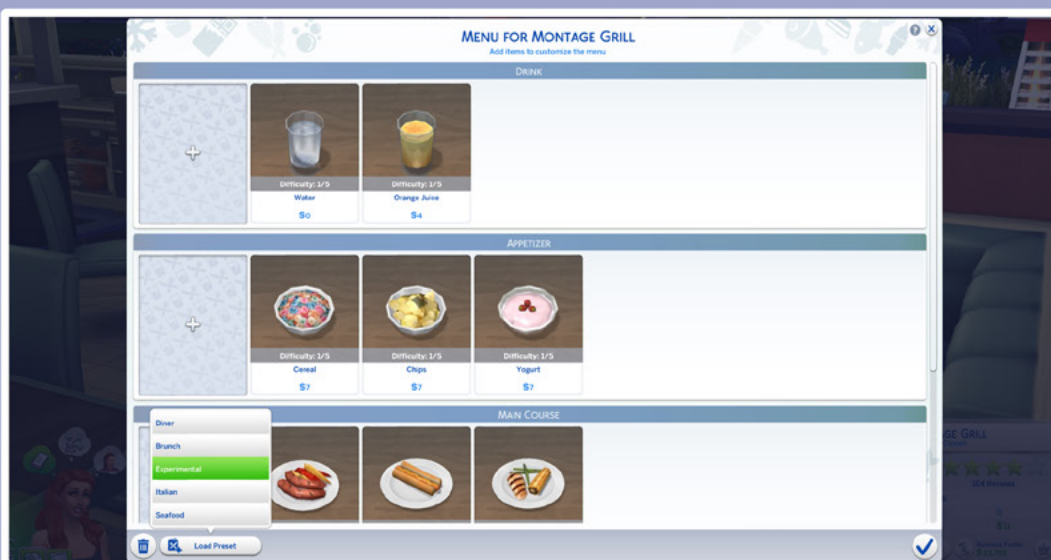 MENU FOR MONTAGE GRILL
Add items to customize the menu
DRINK
Difficulty: 1/5
Difficulty: 1/5
Water
Orange Juice
§0
§4
APPETIZER
Difficulty: 1/5
Difficulty: 1/5
Difficulty: 1/5
Cereal
Chips
Yogurt
§7
§7
§7
MAIN COURSE
Diner
Brunch
Experimental
Italian
Seafood
Load Preset
GE GRILL